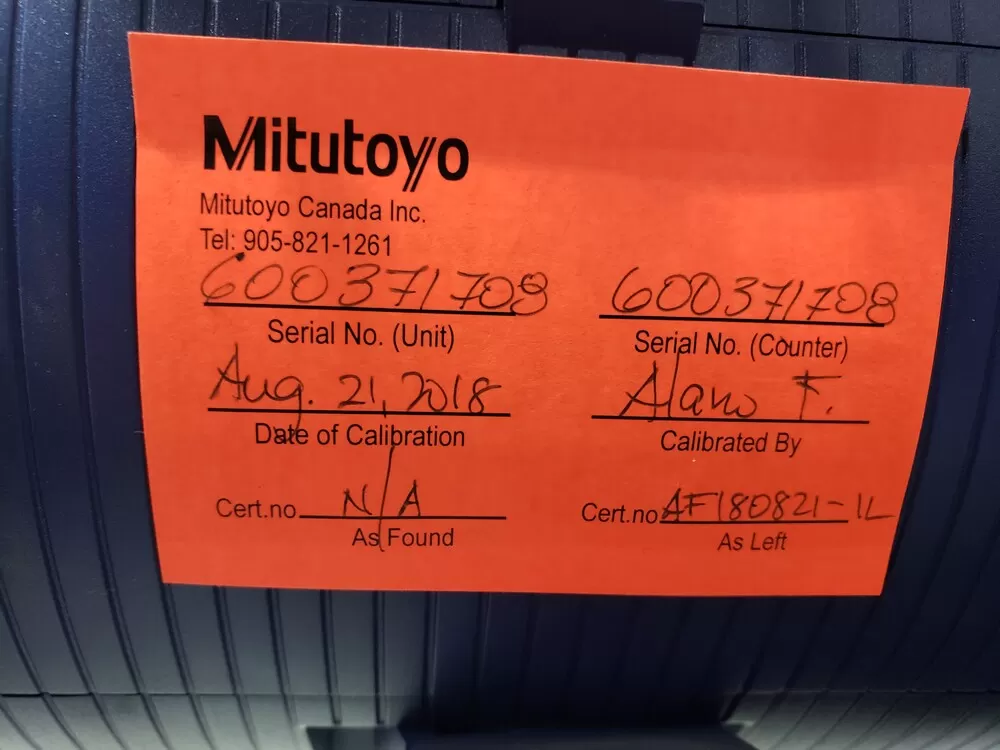 Mitutoyo
Mitutoyo Canada Inc.
Tel: 905-821-1261
600371708 600371708
Serial No. (Unit) Serial No. (Counter)
Aug. 21, 2018 Alano F.
Date of Calibration Calibrated By
Cert.no N/A Cert.no AF180821-1L
As Found As Left